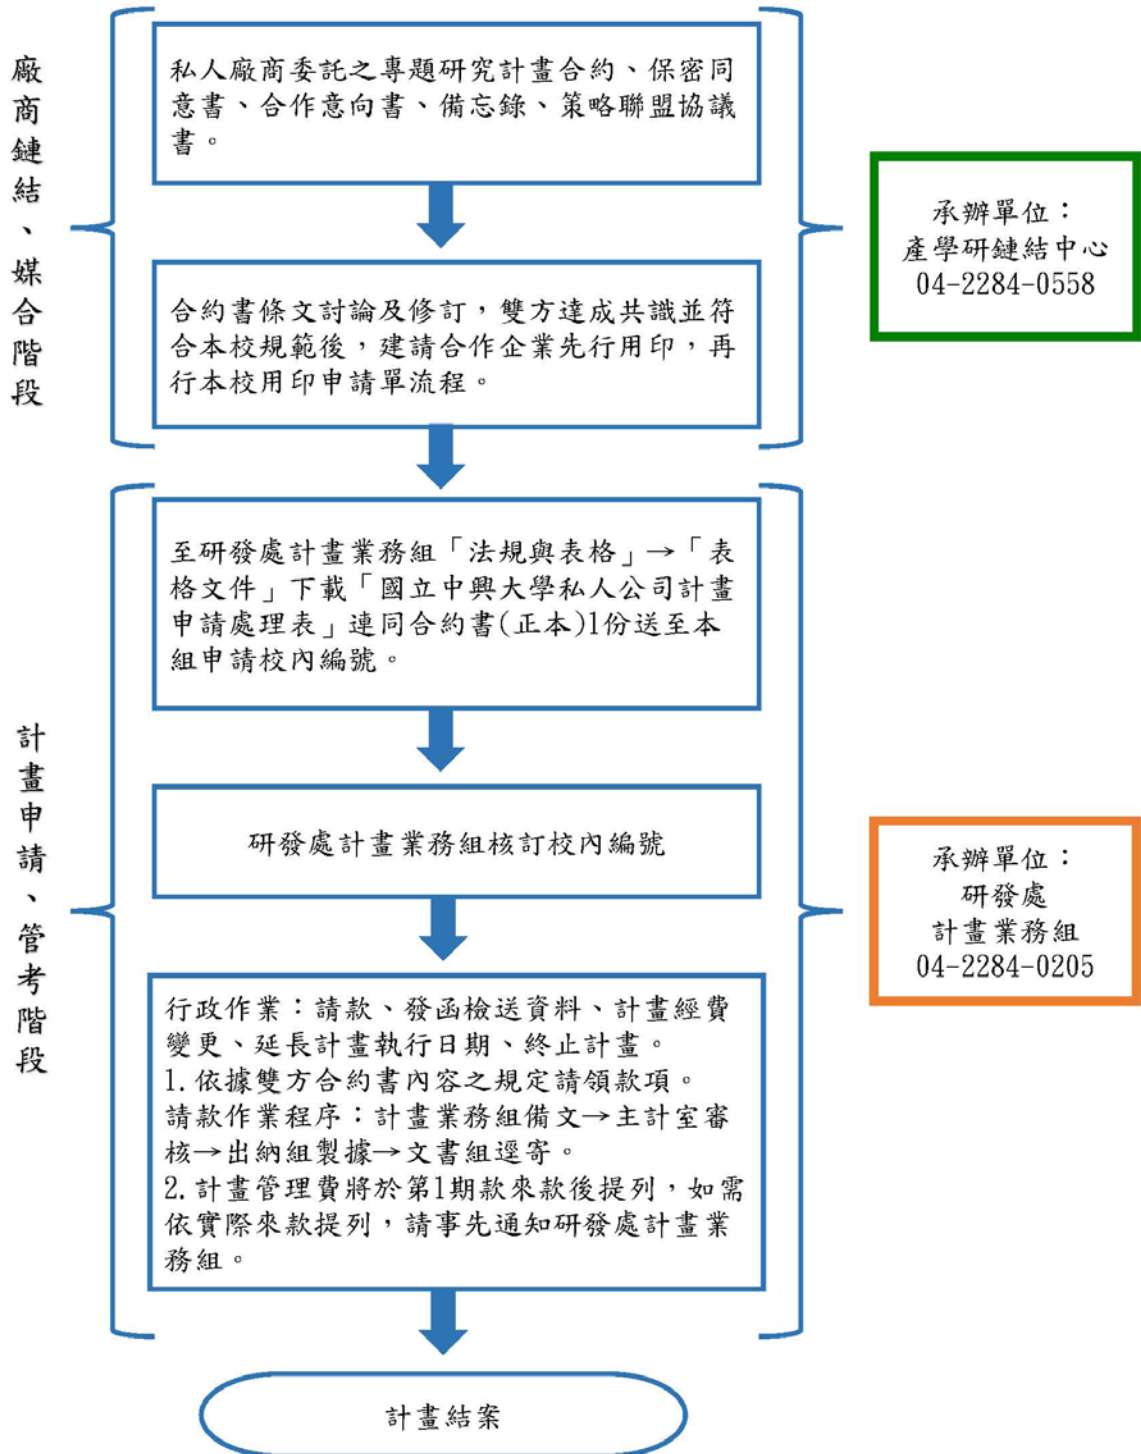 廠商鏈結、媒合階段
私人廠商委託之專題研究計畫合約、保密同
意書、合作意向書、備忘錄、策略聯盟協議
書。
合約書條文討論及修訂，雙方達成共識並符
合本校規範後，建請合作企業先行用印，再
行本校用印申請單流程。
承辦單位：
產學研鏈結中心
04-2284-0558
計畫申請、管考階段
至研發處計畫業務組「法規與表格」→「表
格文件」下載「國立中興大學私人公司計畫
申請處理表」連同合約書(正本)1份送至本
組申請校內編號。
研發處計畫業務組核訂校內編號
行政作業：請款、發函檢送資料、計畫經費
變更、延長計畫執行日期、終止計畫。
1.依據雙方合約書內容之規定請領款項。
請款作業程序：計畫業務組備文→主計室審
核→出納組製據→文書組逕寄。
2.計畫管理費將於第1期款來款後提列，如需
依實際來款提列，請事先通知研發處計畫業
務組。
承辦單位：
研發處
計畫業務組
04-2284-0205
計畫結案